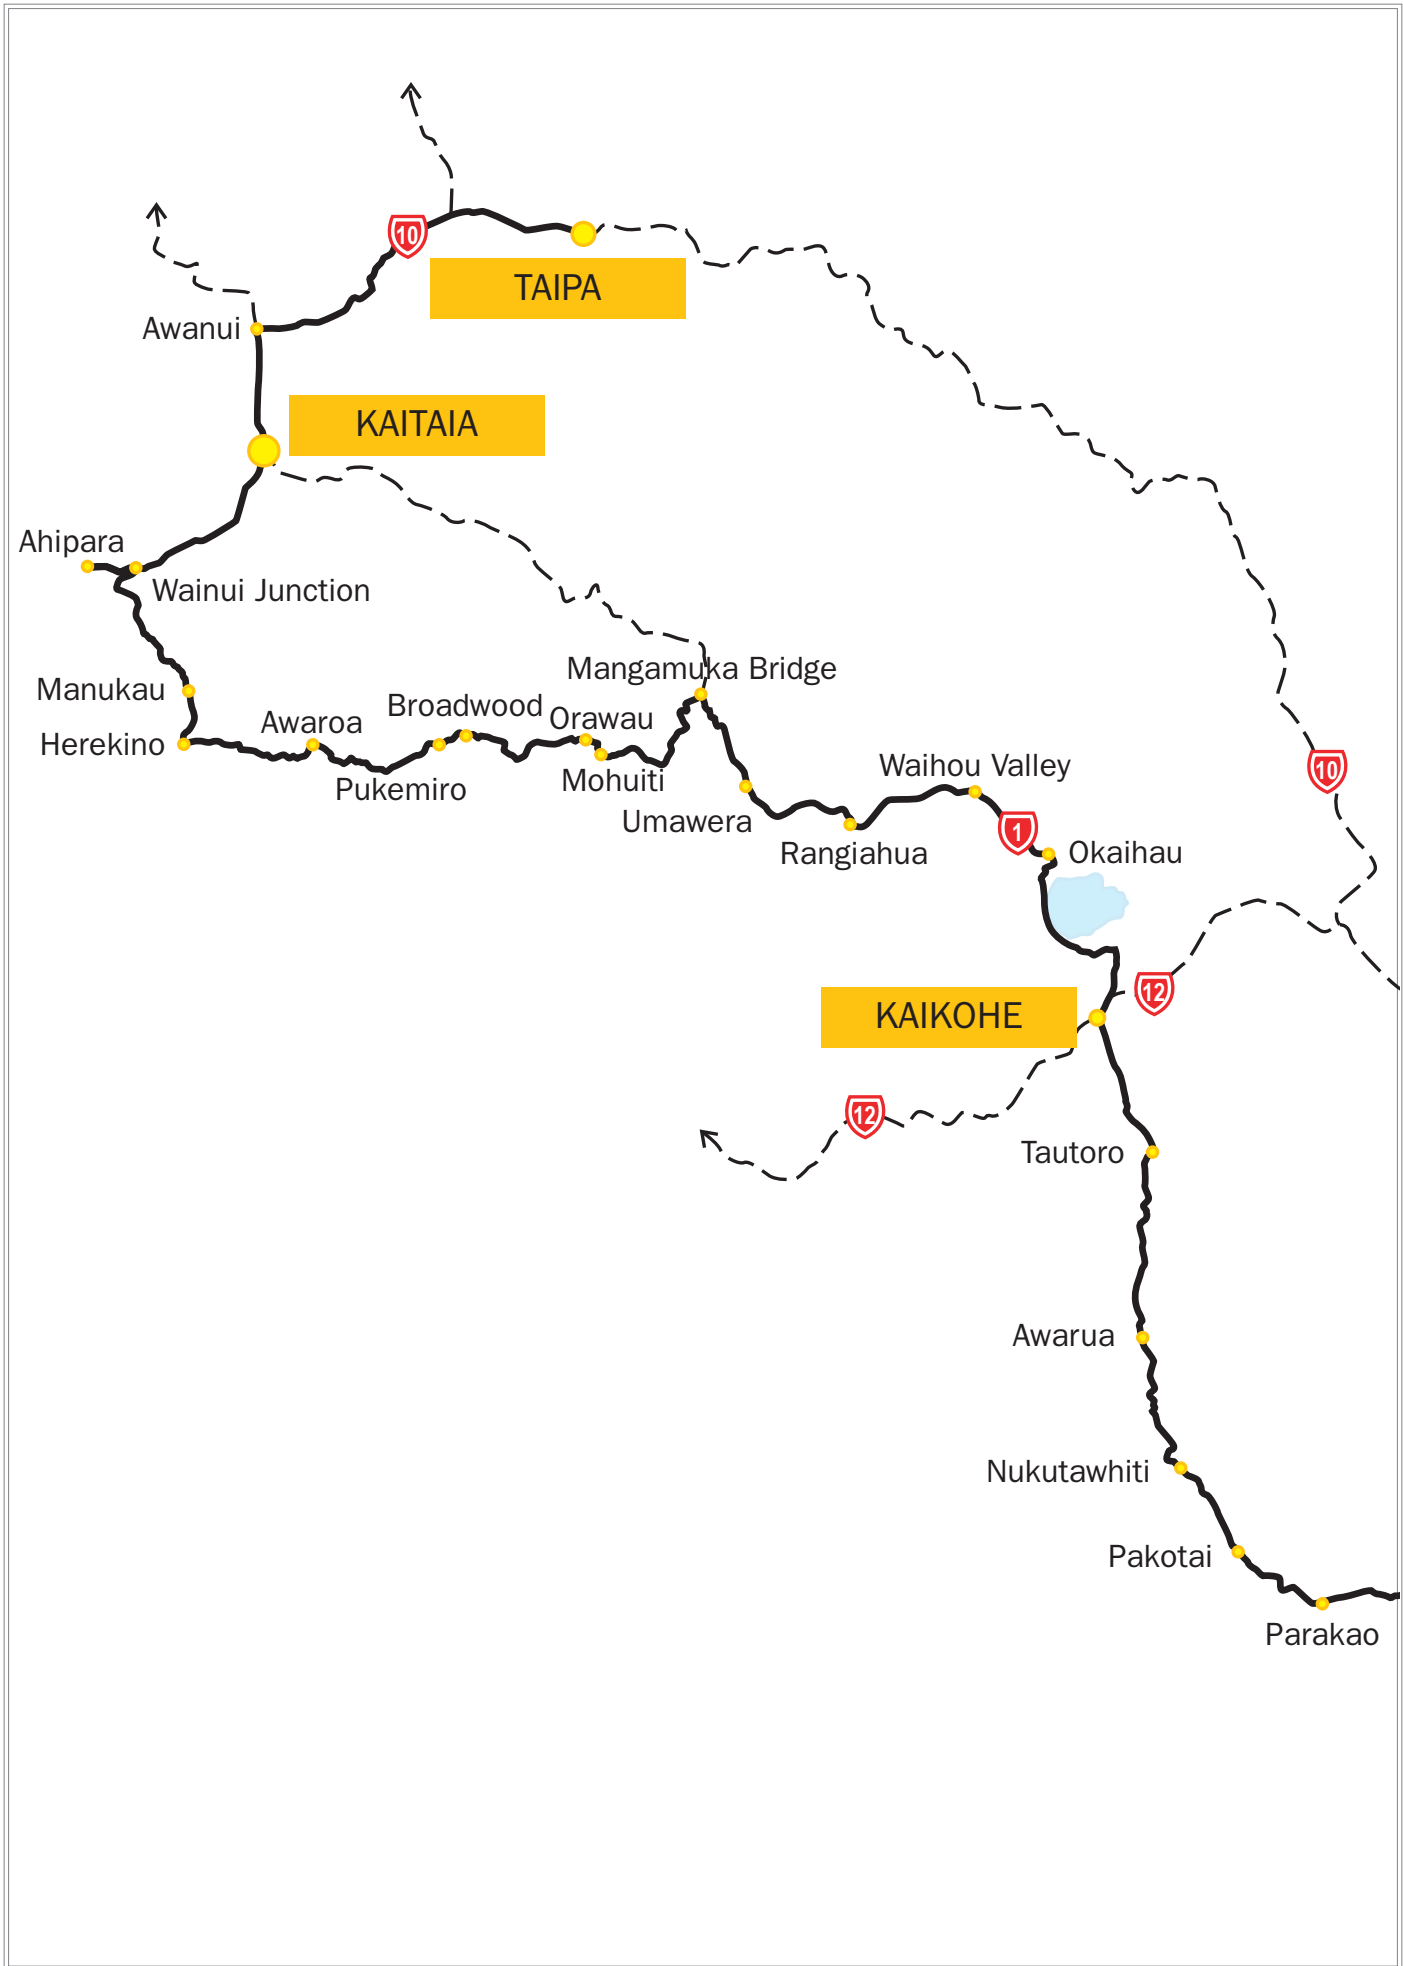 10
TAIPA
Awanui
KAITAIA
Ahipara
Wainui Junction
Mangamuka Bridge
Manukau
Broadwood
Orawau
Awaroa
Herekino
Pukemiro
Mohuiti
Waihou Valley
10
Umawera
1
Rangiahua
Okaihau
12
KAIKOHE
12
Tautoro
Awarua
Nukutawhiti
Pakotai
Parakao